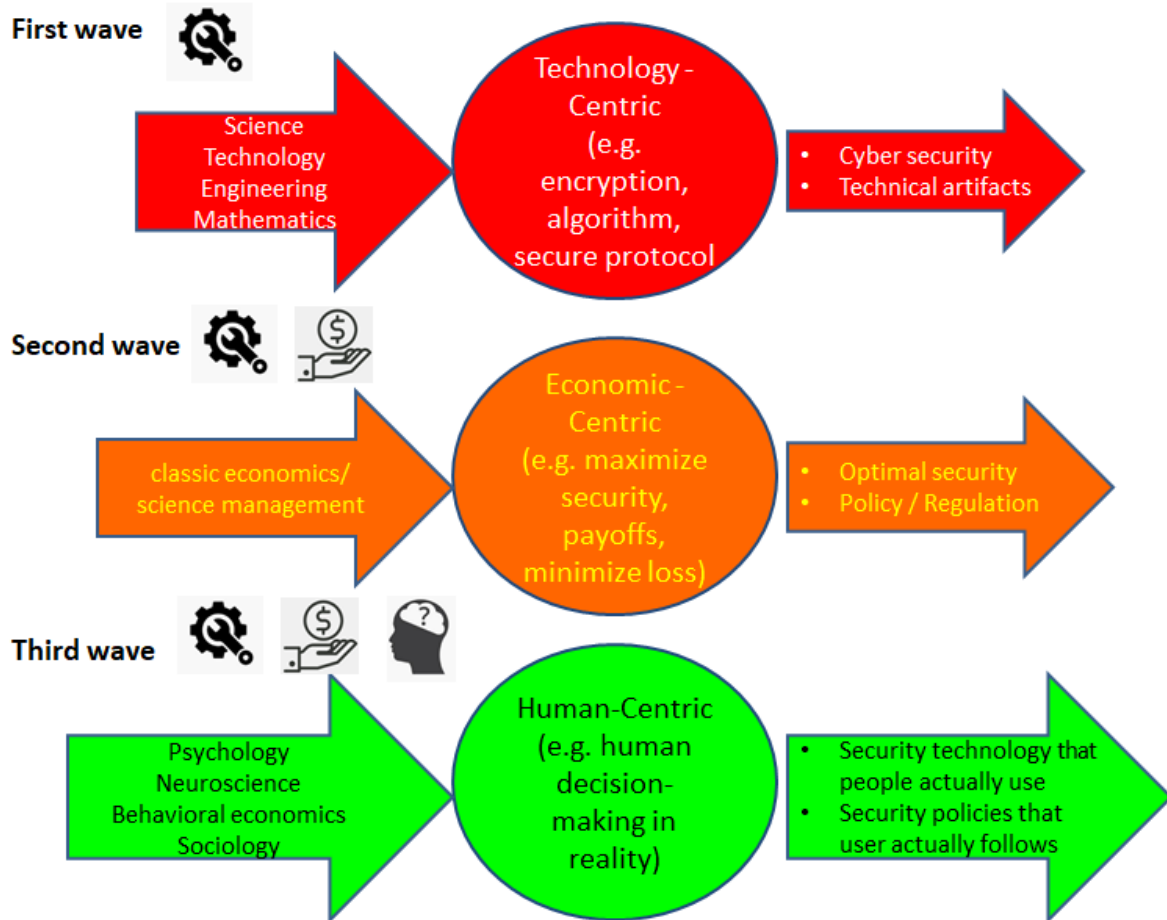 First wave
Science
Technology
Engineering
Mathematics
Technology -
Centric
(e.g.
encryption,
algorithm,
secure protocol
• Cyber security
• Technical artifacts
Second wave
$
classic economics/
science management
Economic -
Centric
(e.g. maximize
security,
payoffs,
minimize loss)
• Optimal security
• Policy / Regulation
Third wave
$
?
Psychology
Neuroscience
Behavioral economics
Sociology
Human-Centric
(e.g. human
decision-
making in
reality)
• Security technology that
people actually use
• Security policies that
user actually follows